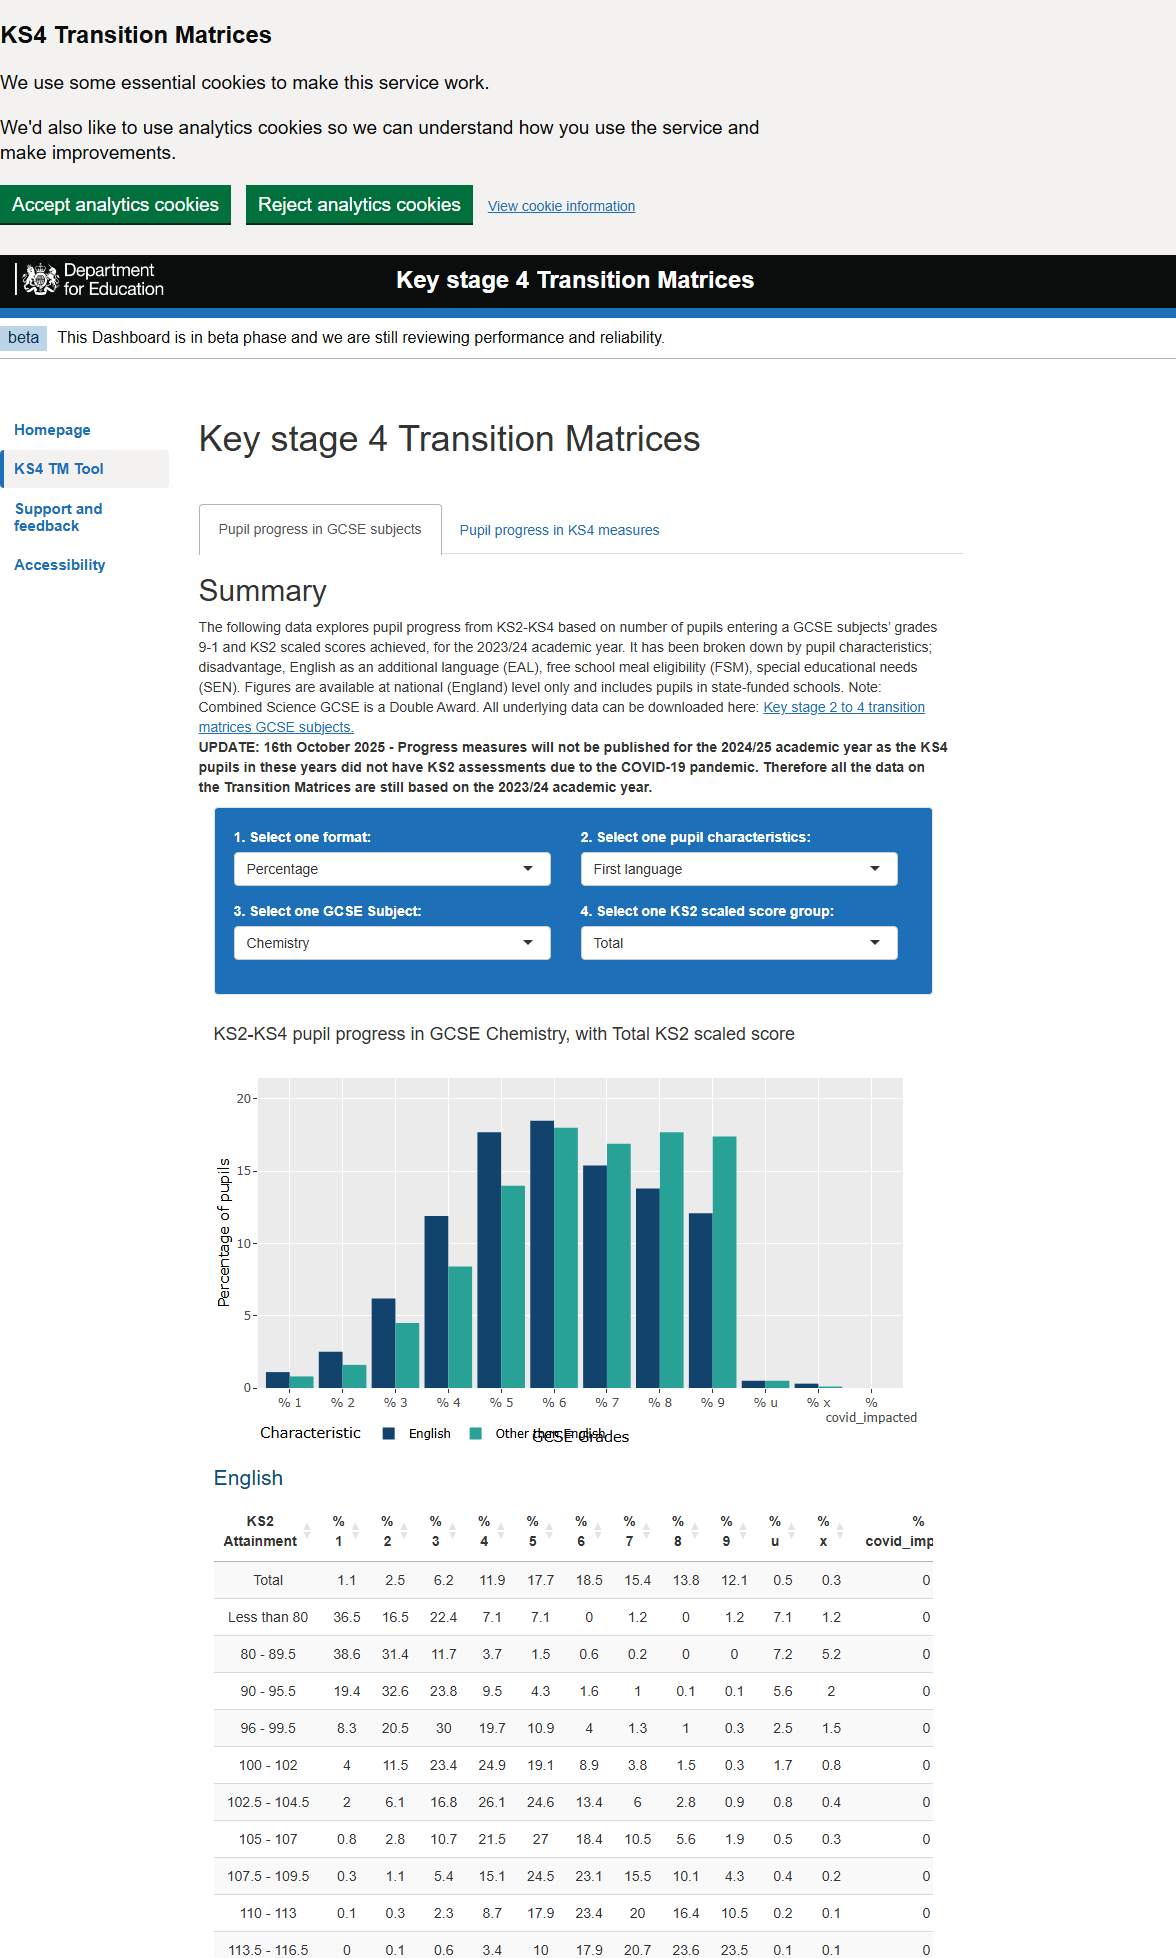 KS4 Transition Matrices
We use some essential cookies to make this service work.
We'd also like to use analytics cookies so we can understand how you use the service and
make improvements.
Accept analytics cookies Reject analytics cookies View cookie information
Department
for Education
Key stage 4 Transition Matrices
beta This Dashboard is in beta phase and we are still reviewing performance and reliability.
Homepage
KS4 TM Tool
Support and
feedback
Accessibility
Key stage 4 Transition Matrices
Pupil progress in GCSE subjects Pupil progress in KS4 measures
Summary
The following data explores pupil progress from KS2-KS4 based on number of pupils entering a GCSE subjects' grades
9-1 and KS2 scaled scores achieved, for the 2023/24 academic year. It has been broken down by pupil characteristics;
disadvantage, English as an additional language (EAL), free school meal eligibility (FSM), special educational needs
(SEN). Figures are available at national (England) level only and includes pupils in state-funded schools. Note:
Combined Science GCSE is a Double Award. All underlying data can be downloaded here: Key stage 2 to 4 transition
matrices GCSE subjects.
UPDATE: 16th October 2025 - Progress measures will not be published for the 2024/25 academic year as the KS4
pupils in these years did not have KS2 assessments due to the COVID-19 pandemic. Therefore all the data on
the Transition Matrices are still based on the 2023/24 academic year.
1. Select one format: 2. Select one pupil characteristics:
Percentage First language
3. Select one GCSE Subject: 4. Select one KS2 scaled score group:
Chemistry Total
KS2-KS4 pupil progress in GCSE Chemistry, with Total KS2 scaled score
Percentage of pupils
20
15
10
5
0
% 1 % 2 % 3 % 4 % 5 % 6 % 7 % 8 % 9 % u % x %
covid_impacted
Characteristic English Other than English
GCSE Grades
English
KS2 % % % % % % % % % % % %
Attainment 1 2 3 4 5 6 7 8 9 u x covid_imp
Total 1.1 2.5 6.2 11.9 17.7 18.5 15.4 13.8 12.1 0.5 0.3 0
Less than 80 36.5 16.5 22.4 7.1 7.1 0 1.2 0 1.2 7.1 1.2 0
80 - 89.5 38.6 31.4 11.7 3.7 1.5 0.6 0.2 0 0 7.2 5.2 0
90 - 95.5 19.4 32.6 23.8 9.5 4.3 1.6 1 0.1 0.1 5.6 2 0
96 - 99.5 8.3 20.5 30 19.7 10.9 4 1.3 1 0.3 2.5 1.5 0
100 - 102 4 11.5 23.4 24.9 19.1 8.9 3.8 1.5 0.3 1.7 0.8 0
102.5 - 104.5 2 6.1 16.8 26.1 24.6 13.4 6 2.8 0.9 0.8 0.4 0
105 - 107 0.8 2.8 10.7 21.5 27 18.4 10.5 5.6 1.9 0.5 0.3 0
107.5 - 109.5 0.3 1.1 5.4 15.1 24.5 23.1 15.5 10.1 4.3 0.4 0.2 0
110 - 113 0.1 0.3 2.3 8.7 17.9 23.4 20 16.4 10.5 0.2 0.1 0
113.5 - 116.5 0 0.1 0.6 3.4 10 17.9 20.7 23.6 23.5 0.1 0.1 0